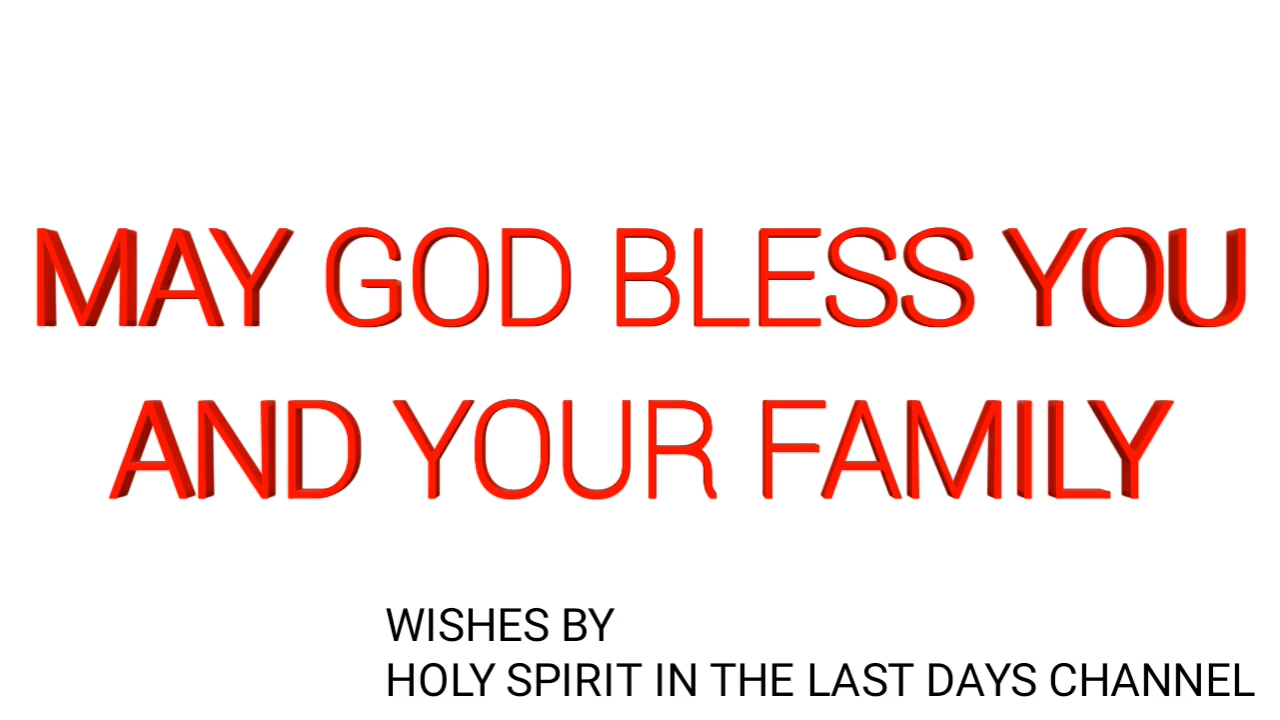 MAY GOD BLESS YOU
AND YOUR FAMILY
WISHES BY
HOLY SPIRIT IN THE LAST DAYS CHANNEL